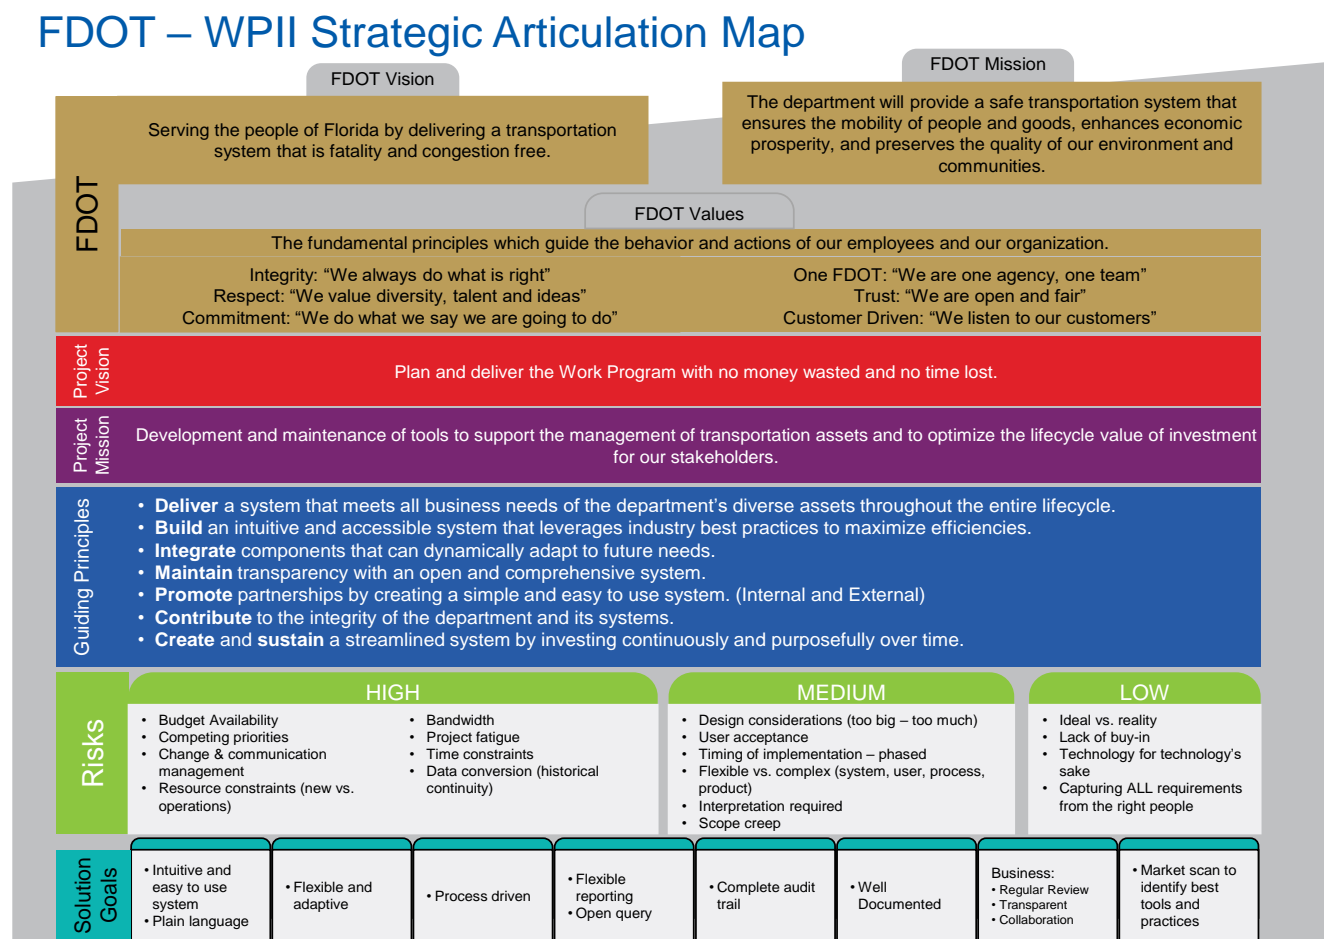 FDOT – WPII Strategic Articulation Map
FDOT Vision
FDOT Mission
Serving the people of Florida by delivering a transportation
system that is fatality and congestion free.
The department will provide a safe transportation system that
ensures the mobility of people and goods, enhances economic
prosperity, and preserves the quality of our environment and
communities.
FDOT
FDOT Values
The fundamental principles which guide the behavior and actions of our employees and our organization.
Integrity: “We always do what is right”
Respect: “We value diversity, talent and ideas”
Commitment: “We do what we say we are going to do”
One FDOT: “We are one agency, one team”
Trust: “We are open and fair”
Customer Driven: “We listen to our customers”
Project
Vision
Plan and deliver the Work Program with no money wasted and no time lost.
Project
Mission
Development and maintenance of tools to support the management of transportation assets and to optimize the lifecycle value of investment
for our stakeholders.
Guiding Principles
• Deliver a system that meets all business needs of the department’s diverse assets throughout the entire lifecycle.
• Build an intuitive and accessible system that leverages industry best practices to maximize efficiencies.
• Integrate components that can dynamically adapt to future needs.
• Maintain transparency with an open and comprehensive system.
• Promote partnerships by creating a simple and easy to use system. (Internal and External)
• Contribute to the integrity of the department and its systems.
• Create and sustain a streamlined system by investing continuously and purposefully over time.
Risks
HIGH
• Budget Availability
• Competing priorities
• Change & communication
management
• Resource constraints (new vs.
operations)
• Bandwidth
• Project fatigue
• Time constraints
• Data conversion (historical
continuity)
MEDIUM
• Design considerations (too big – too much)
• User acceptance
• Timing of implementation – phased
• Flexible vs. complex (system, user, process,
product)
• Interpretation required
• Scope creep
LOW
• Ideal vs. reality
• Lack of buy-in
• Technology for technology’s
sake
• Capturing ALL requirements
from the right people
Solution
Goals
• Intuitive and
easy to use
system
• Plain language
• Flexible and
adaptive
• Process driven
• Flexible
reporting
• Open query
• Complete audit
trail
• Well
Documented
Business:
• Regular Review
• Transparent
• Collaboration
• Market scan to
identify best
tools and
practices